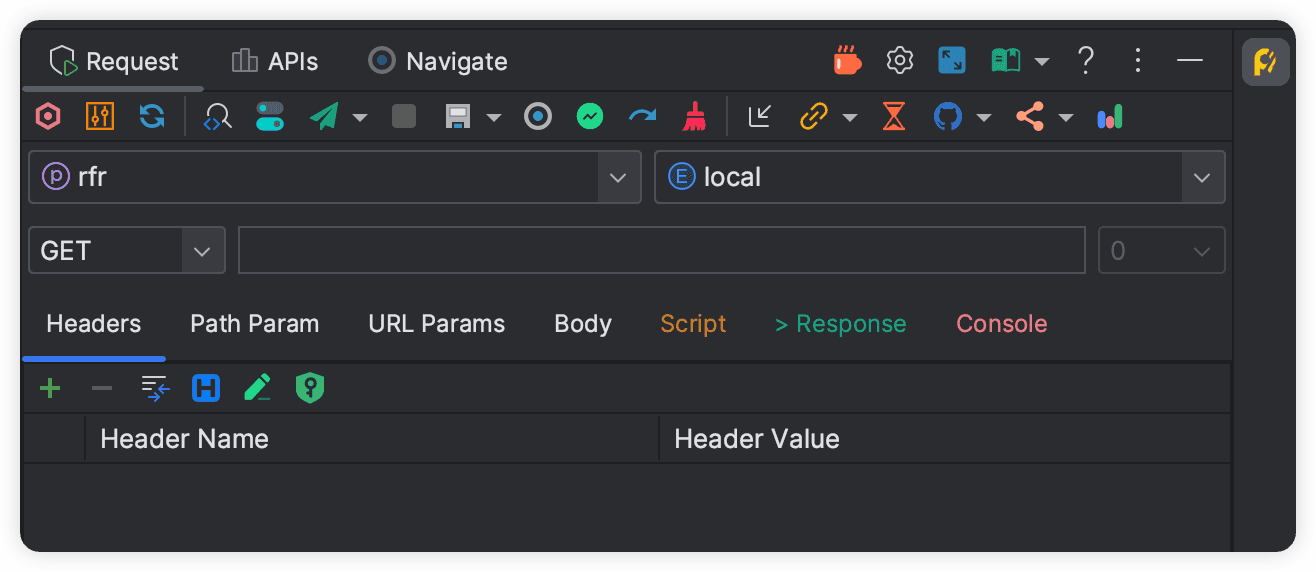 Request APIs Navigate ?
P rfr E local
GET 0
Headers Path Param URL Params Body Script > Response Console
H
Header Name Header Value